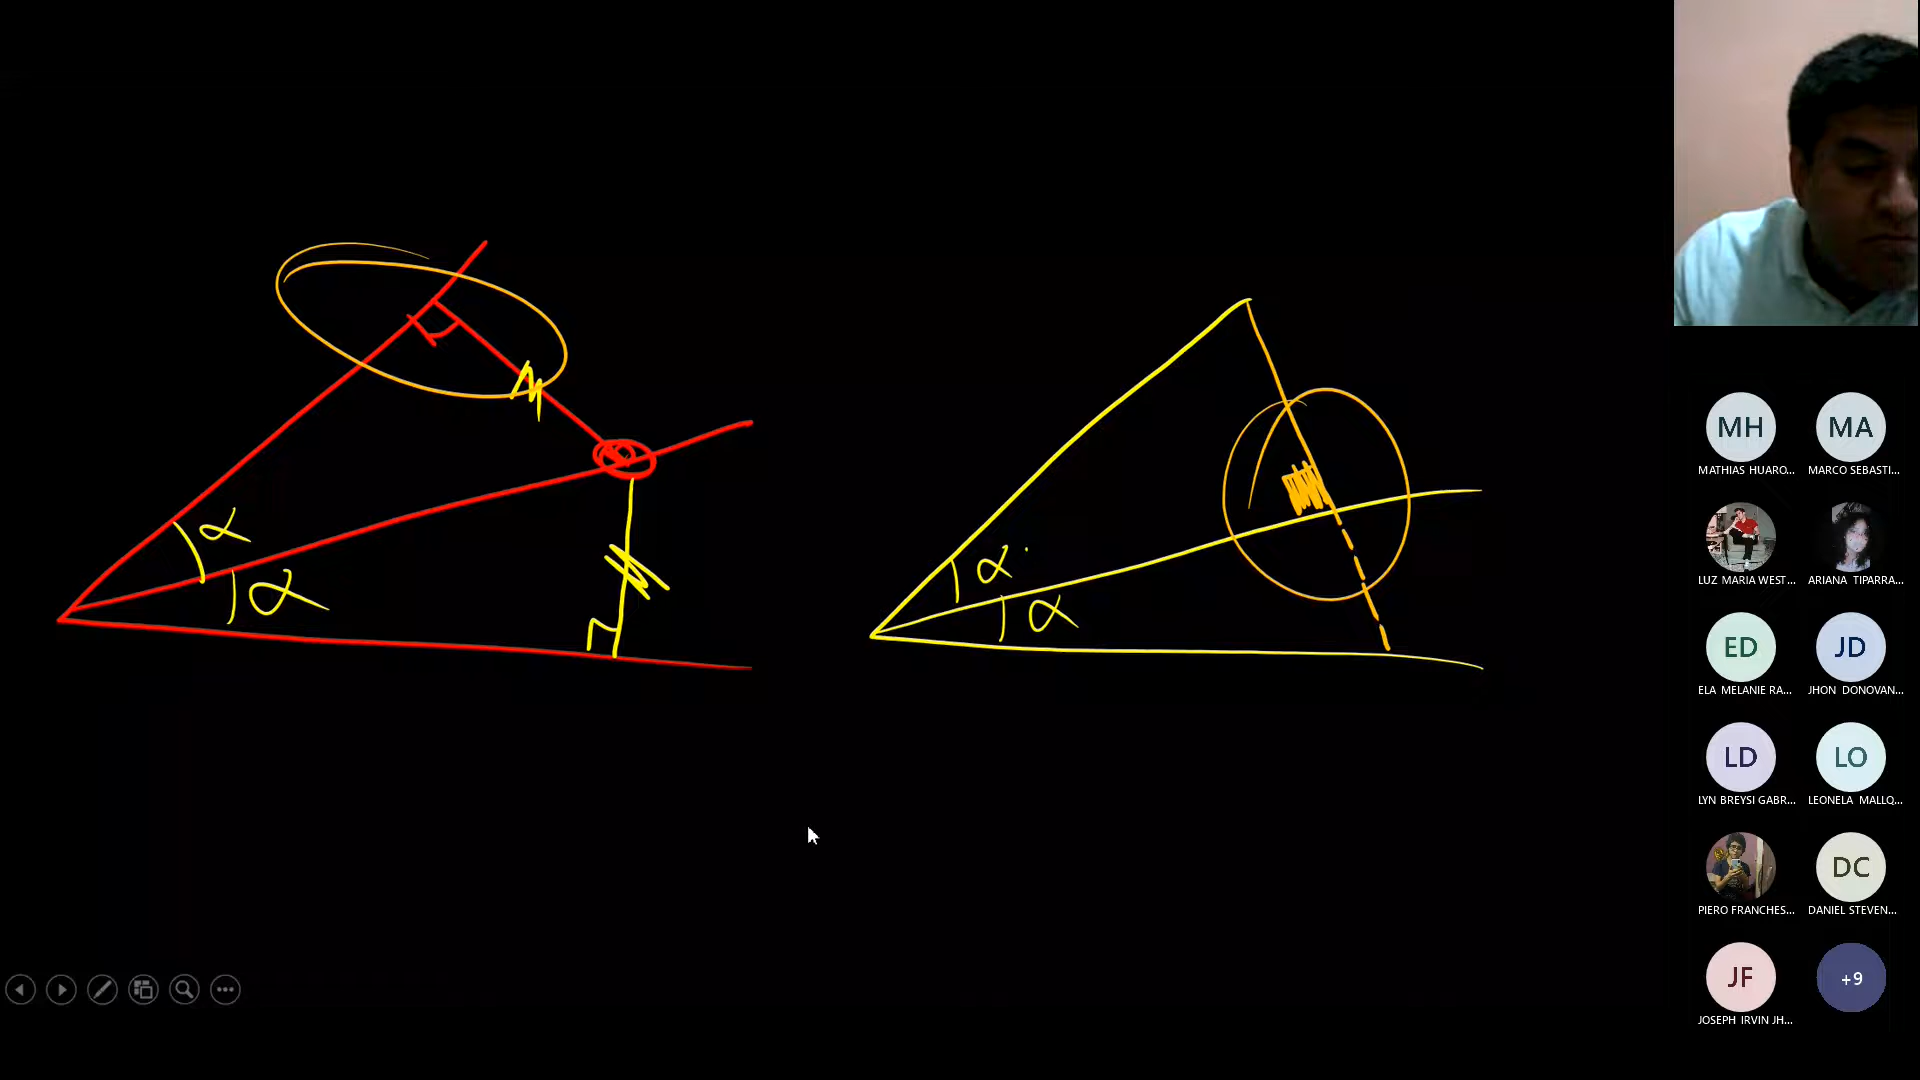 α
α
α
α
MH
MA
MATHIAS HUARO...
MARCO SEBASTI...
LUZ MARIA WEST...
ARIANA TIPARRA...
ED
JD
ELA MELANIE RA...
JHON DONOVAN...
LD
LO
LYN BREYSI GABR...
LEONELA MALLQ...
DC
PIERO FRANCHES...
DANIEL STEVEN...
JF
+9
JOSEPH IRVIN JH...